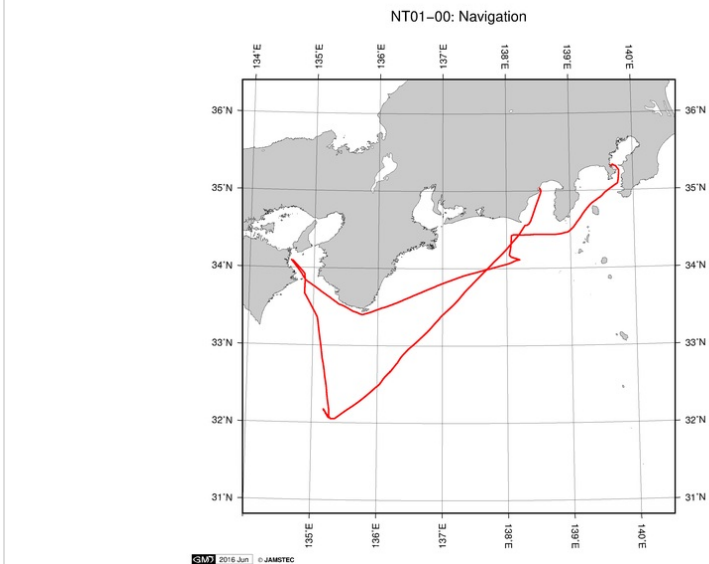 NT01−00: Navigation
134˚E 135˚E 136˚E 137˚E 138˚E 139˚E 140˚E
36˚N 36˚N
35˚N 35˚N
34˚N 34˚N
33˚N 33˚N
32˚N 32˚N
31˚N 31˚N
135˚E 136˚E 137˚E 138˚E 139˚E 140˚E
GMT 2016 Jun © JAMSTEC